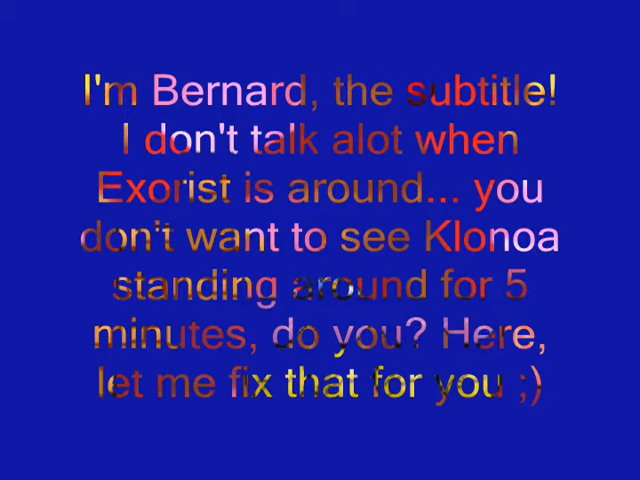 I'm Bernard, the subtitle!
I don't talk alot when
Exorist is around... you
don't want to see Klonoa
standing around for 5
minutes, do you? Here,
let me fix that for you ;)